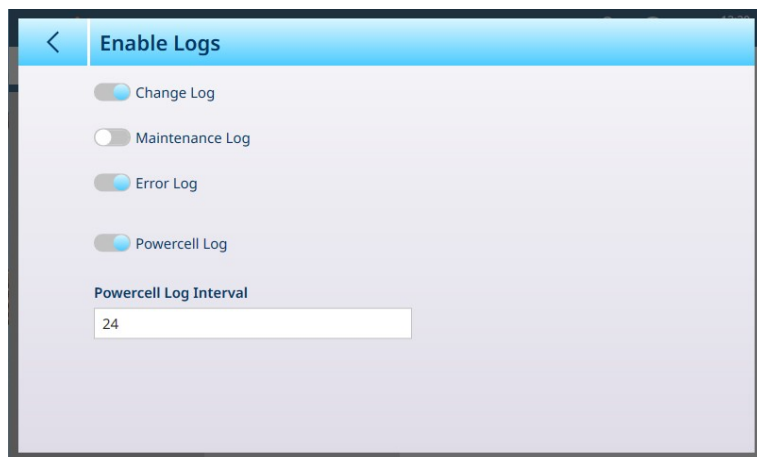 Enable Logs
Change Log
Maintenance Log
Error Log
Powercell Log
Powercell Log Interval
24